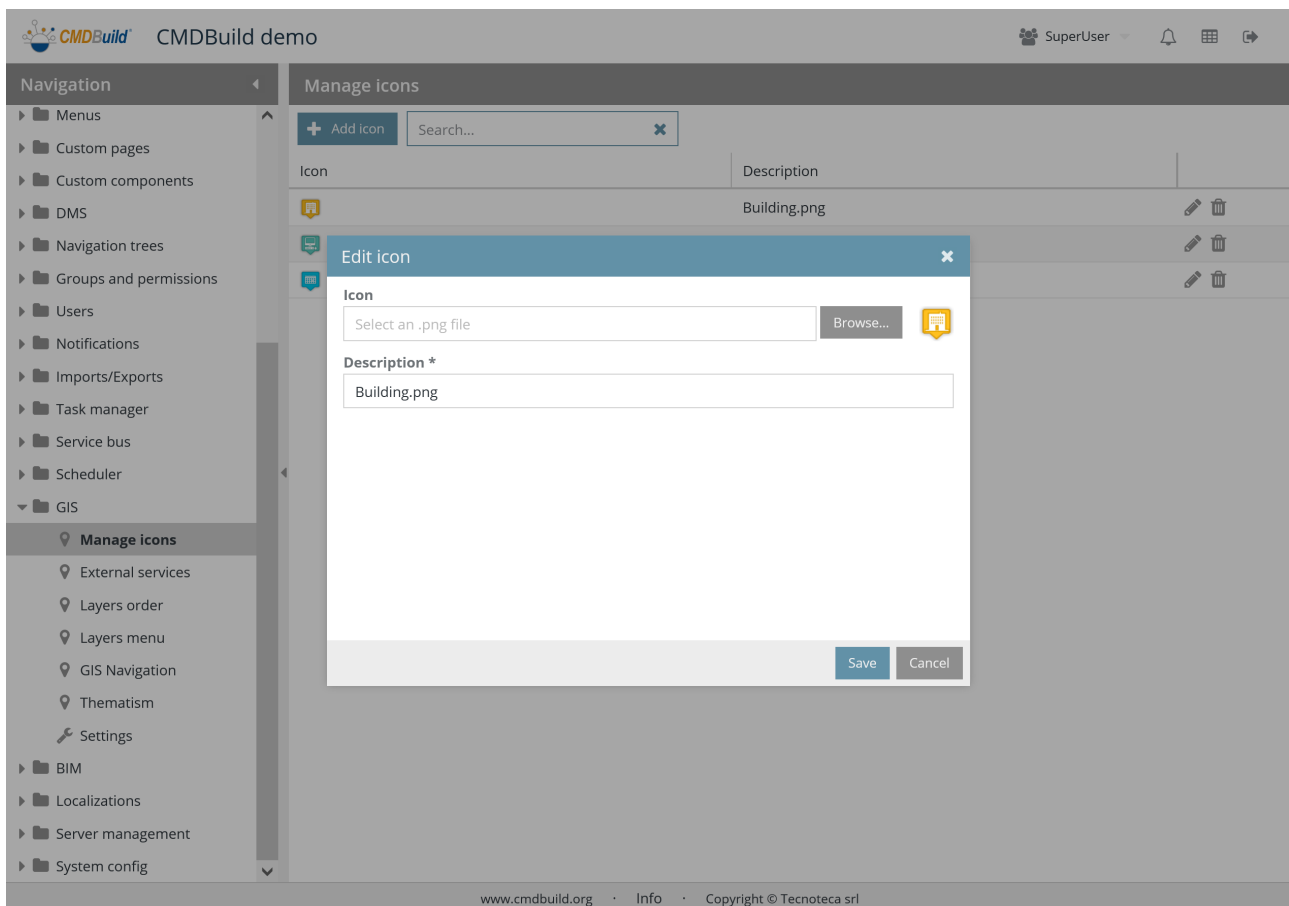 CMDBuild CMDBuild demo SuperUser
Navigation
Menus
Custom pages
Custom components
DMS
Navigation trees
Groups and permissions
Users
Notifications
Imports/Exports
Task manager
Service bus
Scheduler
GIS
Manage icons
External services
Layers order
Layers menu
GIS Navigation
Thematism
Settings
BIM
Localizations
Server management
System config
Manage icons
Add icon Search...
Icon Description
Building.png
Edit icon
Icon
Select an .png file Browse...
Description *
Building.png
Save Cancel
www.cmdbuild.org · Info · Copyright © Tecnoteca srl